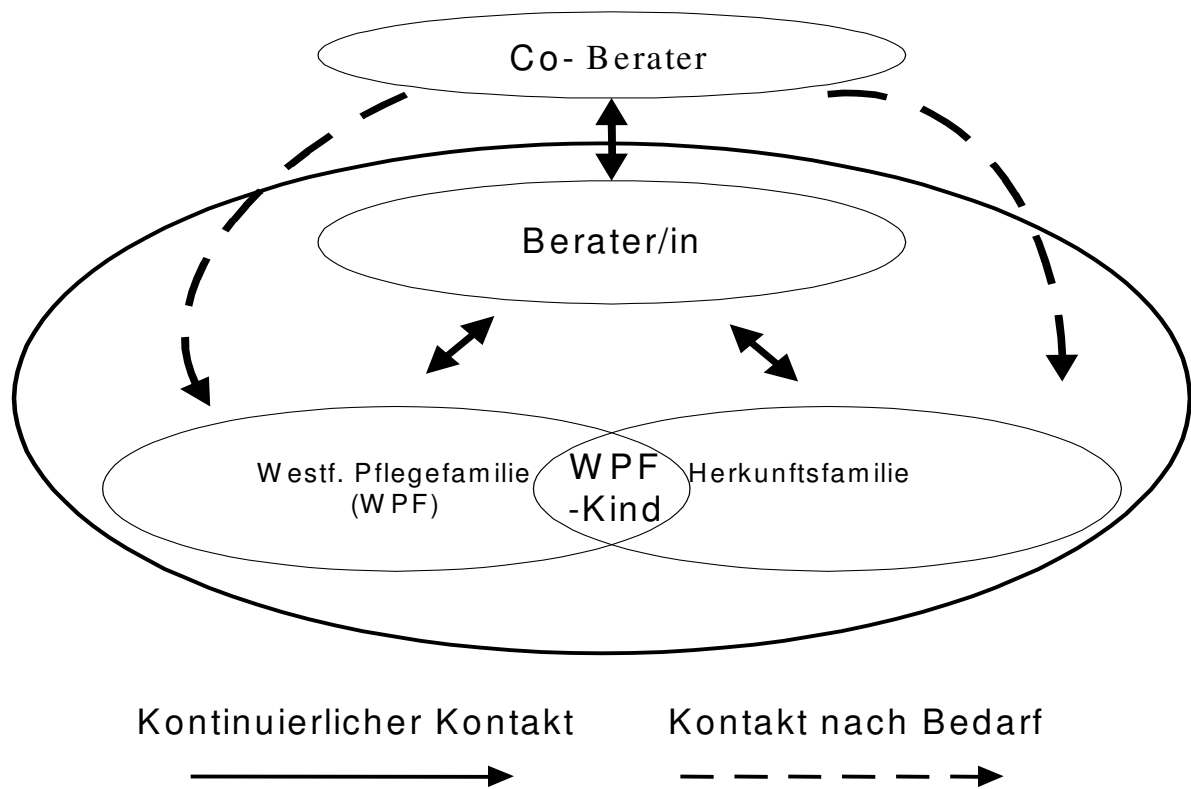 Co- Berater
Berater/in
Westf. Pflegefamilie
(WPF)
WPF
-Kind
Herkunftsfamilie
Kontinuierlicher Kontakt
Kontakt nach Bedarf